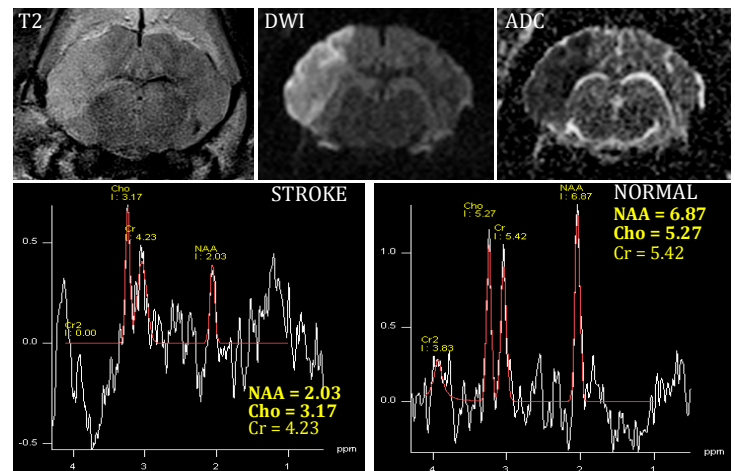 T2
DWI
ADC
STROKE
Cho
I : 3.17
Cr
I : 4.23
NAA
I : 2.03
Cr2
I : 0.00
0.5
0.0
-0.5
NAA = 2.03
Cho = 3.17
Cr = 4.23
ppm
4
3
2
1
NORMAL
NAA = 6.87
Cho = 5.27
Cr = 5.42
NAA
I : 6.87
Cho
I : 5.27
Cr
I : 5.42
Cr2
I : 3.83
1.0
0.5
0.0
ppm
4
3
2
1